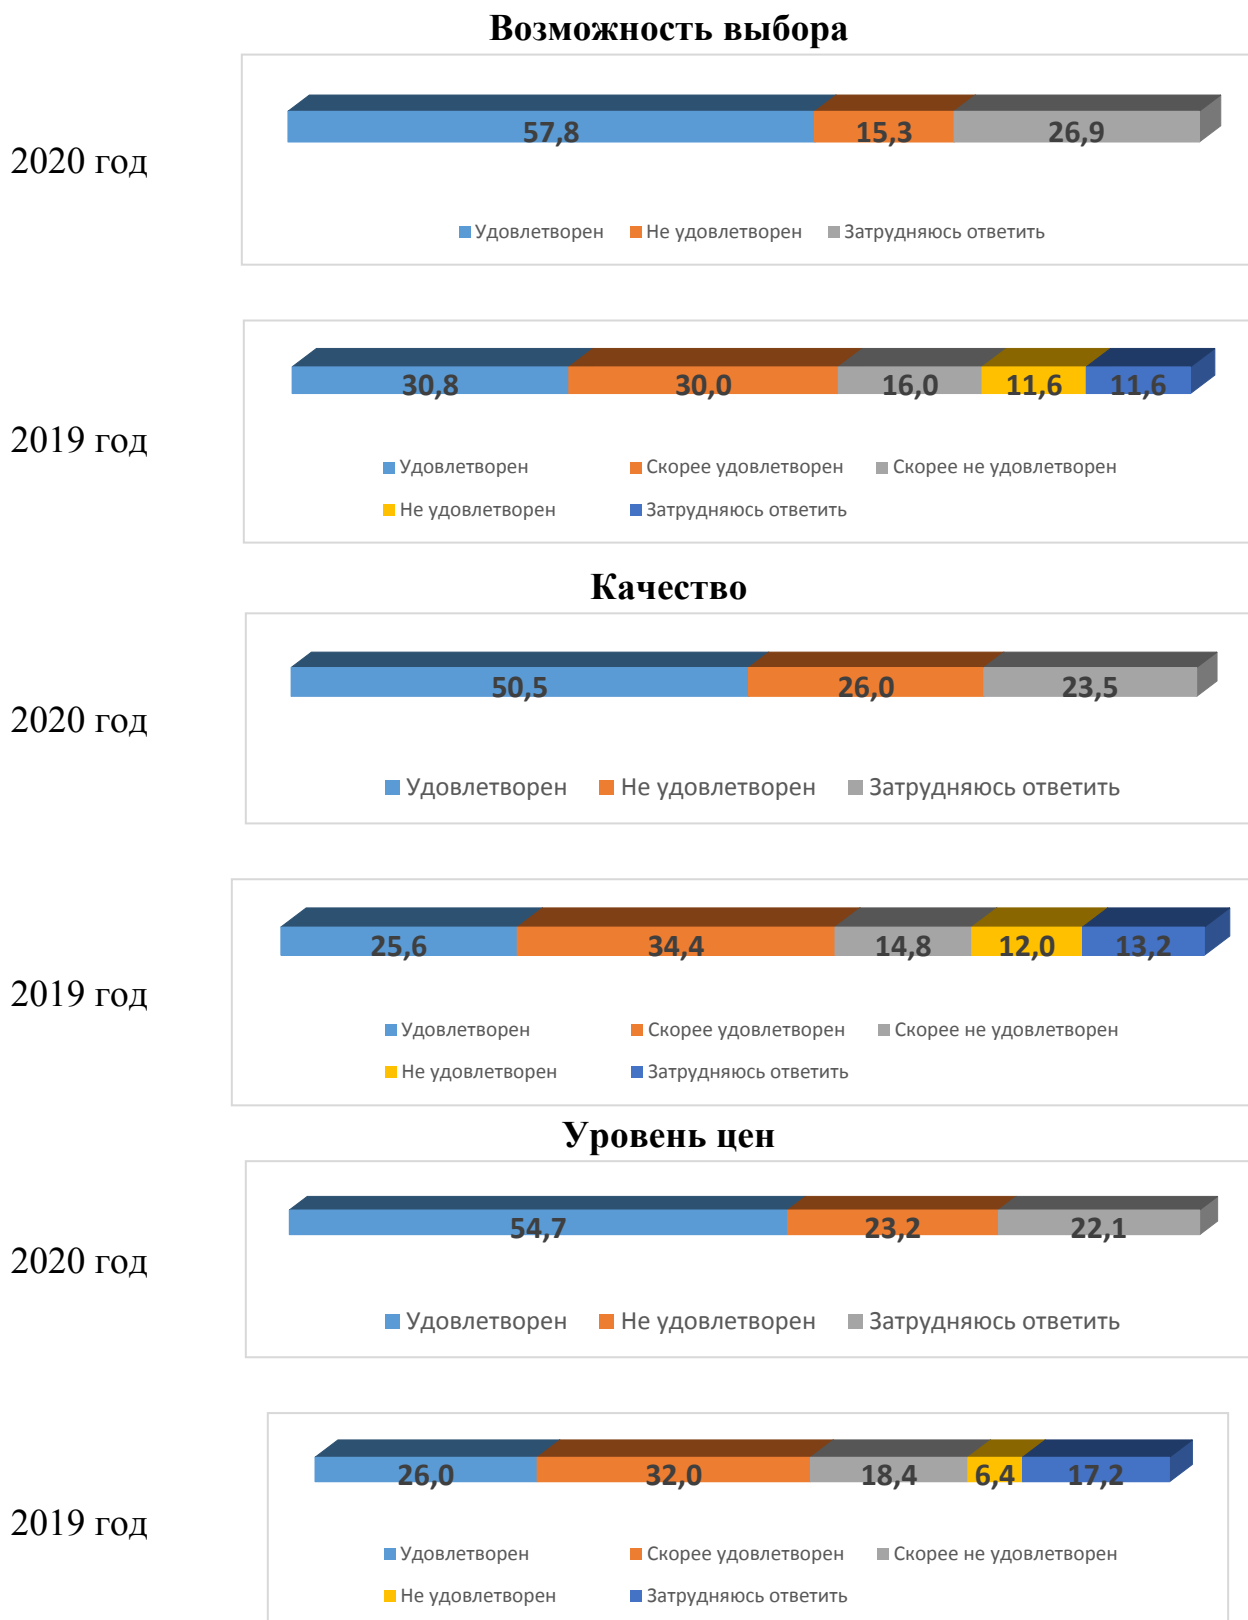 Возможность выбора
57,8 15,3 26,9
2020 год
Удовлетворен Не удовлетворен Затрудняюсь ответить
30,8 30,0 16,0 11,6 11,6
2019 год
Удовлетворен Скорее удовлетворен Скорее не удовлетворен
Не удовлетворен Затрудняюсь ответить
Качество
50,5 26,0 23,5
2020 год
Удовлетворен Не удовлетворен Затрудняюсь ответить
25,6 34,4 14,8 12,0 13,2
2019 год
Удовлетворен Скорее удовлетворен Скорее не удовлетворен
Не удовлетворен Затрудняюсь ответить
Уровень цен
54,7 23,2 22,1
2020 год
Удовлетворен Не удовлетворен Затрудняюсь ответить
26,0 32,0 18,4 6,4 17,2
2019 год
Удовлетворен Скорее удовлетворен Скорее не удовлетворен
Не удовлетворен Затрудняюсь ответить